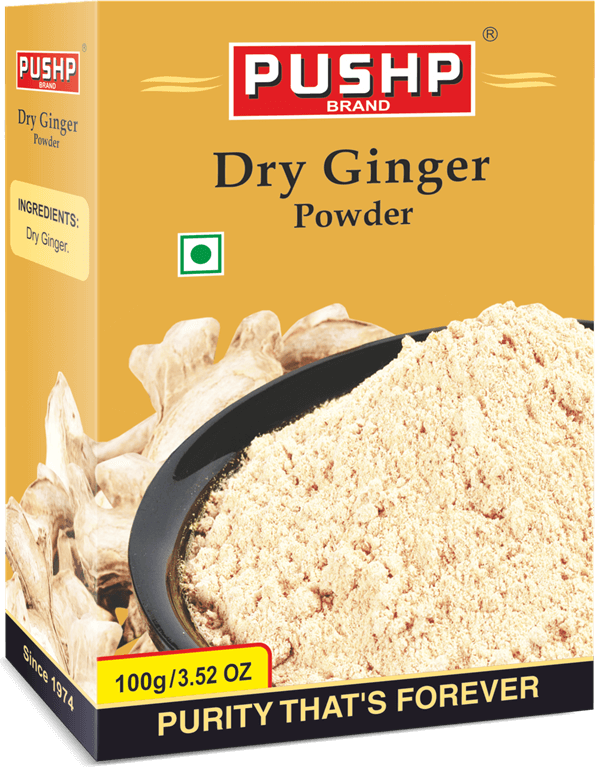 PUSHP
BRAND
®
Dry Ginger
Powder
INGREDIENTS:
Dry Ginger.
Since 1974
PUSHP
BRAND
®
Dry Ginger
Powder
100g/3.52 OZ
PURITY THAT'S FOREVER